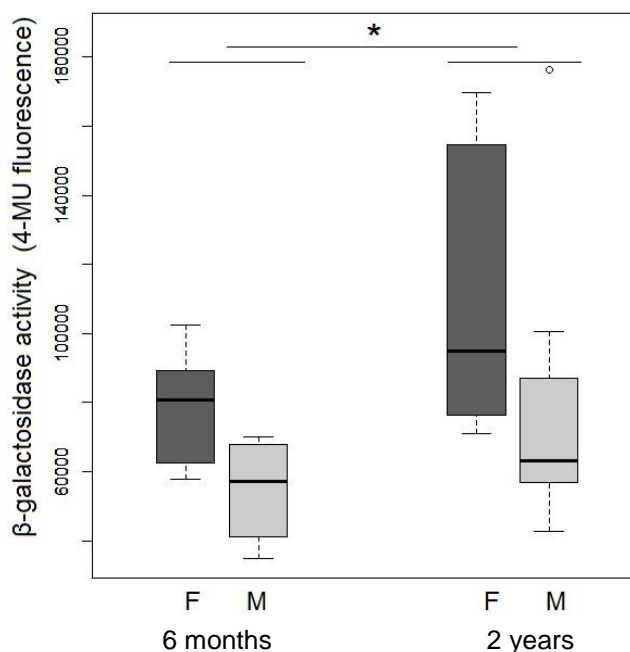 *
β-galactosidase activity (4-MU fluorescence)
180000
140000
100000
60000
F M F M
6 months 2 years